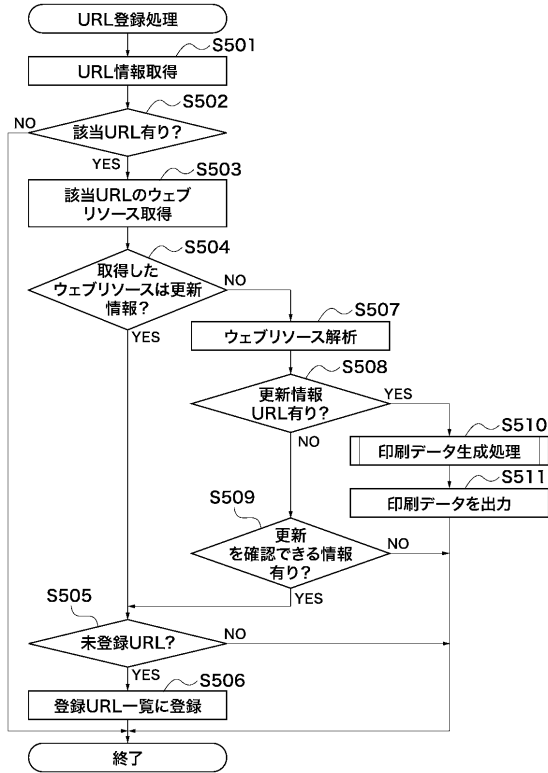 URL登録処理
S501
URL情報取得
S502
NO
該当URL有り?
YES
S503
該当URLのウェブ
リソース取得
S504
取得した
ウェブリソースは更新
情報?
NO
YES
S507
ウェブリソース解析
S508
更新情報
URL有り?
YES
NO
S510
印刷データ生成処理
S511
印刷データを出力
S509
更新
を確認できる情報
有り?
NO
YES
S505
未登録URL?
NO
YES
S506
登録URL一覧に登録
終了